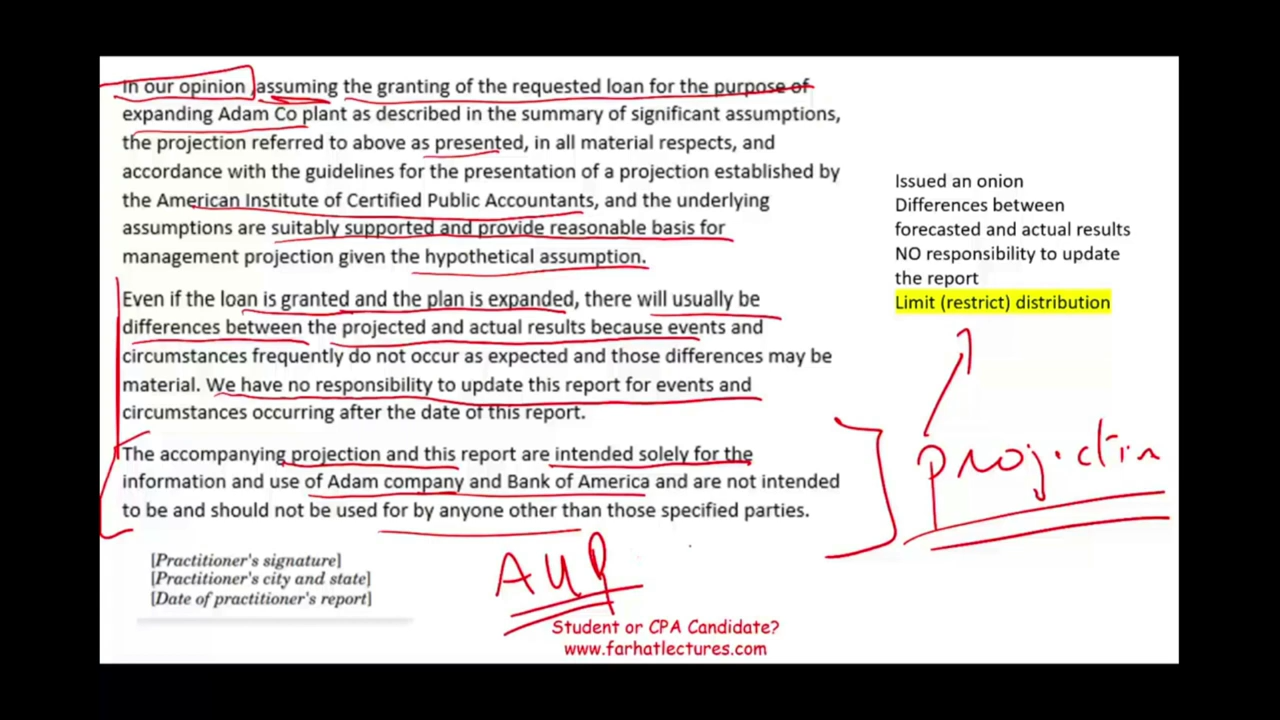 In our opinion, assuming the granting of the requested loan for the purpose of
expanding Adam Co plant as described in the summary of significant assumptions,
the projection referred to above as presented, in all material respects, and
accordance with the guidelines for the presentation of a projection established by
the American Institute of Certified Public Accountants, and the underlying
assumptions are suitably supported and provide reasonable basis for
management projection given the hypothetical assumption.
Even if the loan is granted and the plan is expanded, there will usually be
differences between the projected and actual results because events and
circumstances frequently do not occur as expected and those differences may be
material. We have no responsibility to update this report for events and
circumstances occurring after the date of this report.
The accompanying projection and this report are intended solely for the
information and use of Adam company and Bank of America and are not intended
to be and should not be used for by anyone other than those specified parties.
[Practitioner's signature]
[Practitioner's city and state]
[Date of practitioner's report]
Issued an onion
Differences between
forecasted and actual results
NO responsibility to update
the report
Limit (restrict) distribution
projection
AUP
Student or CPA Candidate?
www.farhatlectures.com